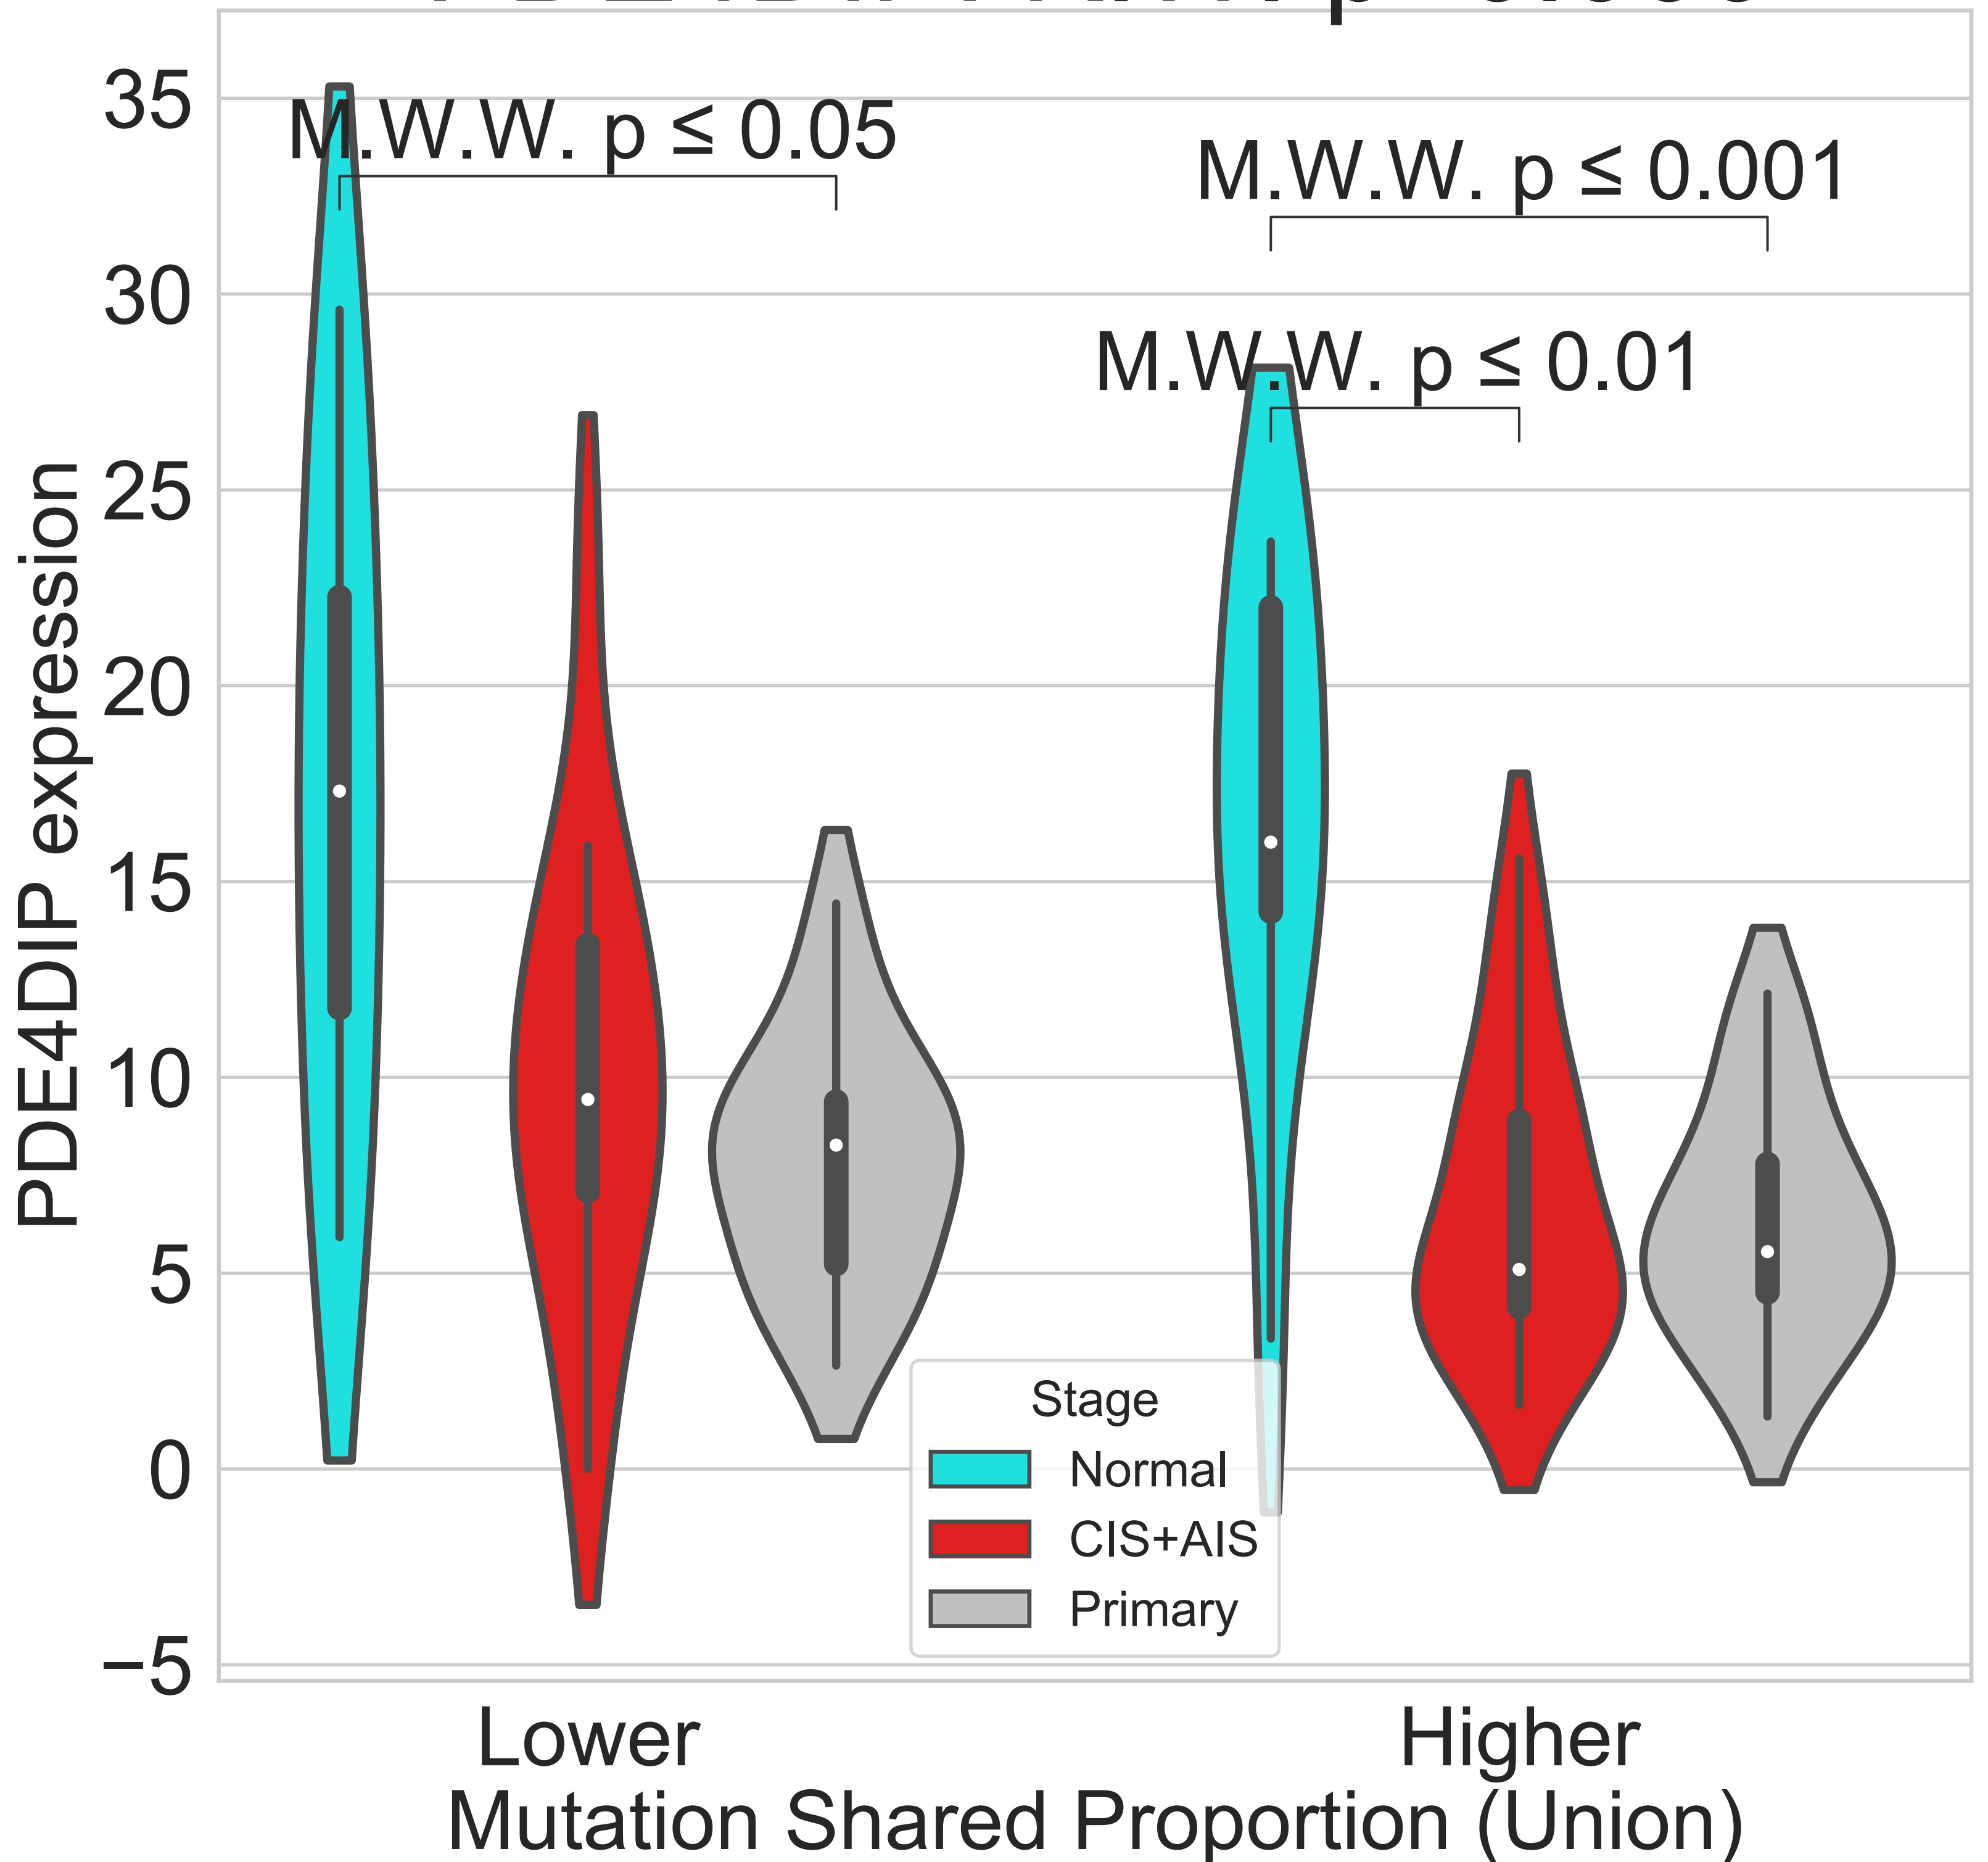 35
30
25
20
15
10
5
0
−5
PDE4DIP expression
M.W.W. p ≤ 0.05
M.W.W. p ≤ 0.001
M.W.W. p ≤ 0.01
Stage
Normal
CIS+AIS
Primary
Lower
Higher
Mutation Shared Proportion (Union)